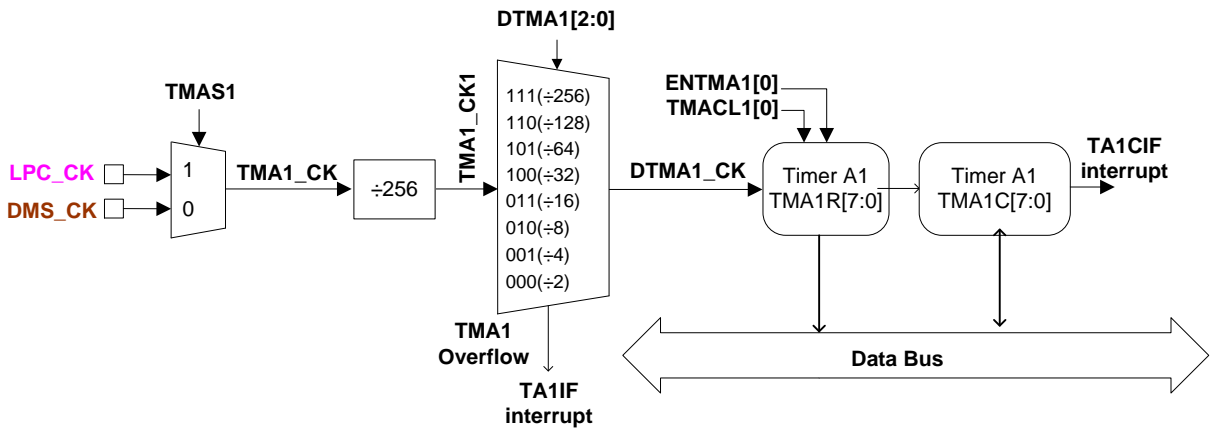 DTMA1[2:0]
TMAS1
LPC_CK
DMS_CK
1
0
TMA1_CK
÷256
TMA1_CK1
111(÷256)
110(÷128)
101(÷64)
100(÷32)
011(÷16)
010(÷8)
001(÷4)
000(÷2)
TMA1
Overflow
TA1IF
interrupt
DTMA1_CK
ENTMA1[0]
TMACL1[0]
Timer A1
TMA1R[7:0]
Timer A1
TMA1C[7:0]
TA1CIF
interrupt
Data Bus